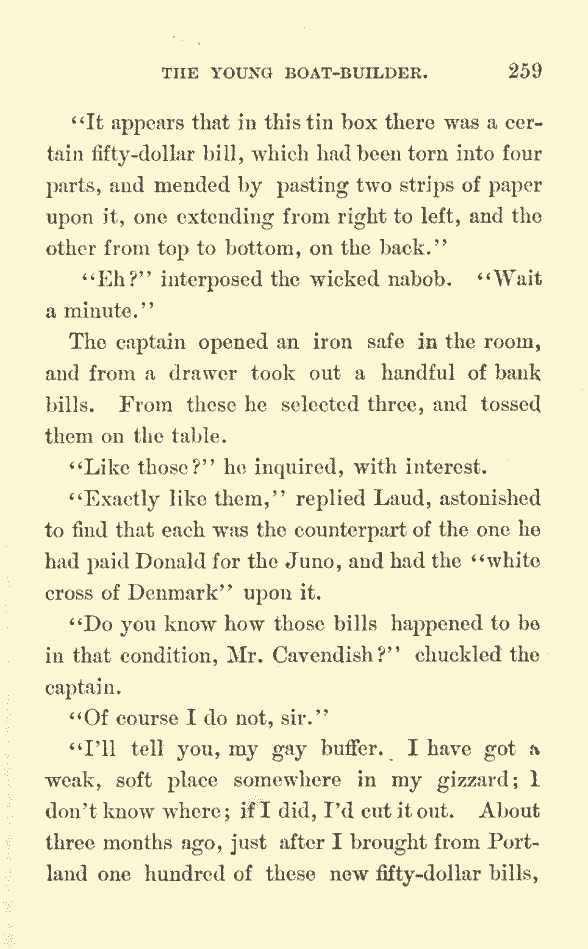 THE YOUNG BOAT-BUILDER. 259
“It appears that in this tin box there was a cer-
tain fifty-dollar bill, which had been torn into four
parts, and mended by pasting two strips of paper
upon it, one extending from right to left, and the
other from top to bottom, on the back.”
“Eh?” interposed the wicked nabob. “Wait
a minute.”
The captain opened an iron safe in the room,
and from a drawer took out a handful of bank
bills. From these he selected three, and tossed
them on the table.
“Like those?” he inquired, with interest.
“Exactly like them,” replied Laud, astonished
to find that each was the counterpart of the one he
had paid Donald for the Juno, and had the “white
cross of Denmark” upon it.
“Do you know how those bills happened to be
in that condition, Mr. Cavendish?” chuckled the
captain.
“Of course I do not, sir.”
“I’ll tell you, my gay buffer. I have got a
weak, soft place somewhere in my gizzard; I
don’t know where; if I did, I’d cut it out. About
three months ago, just after I brought from Port-
land one hundred of these new fifty-dollar bills,